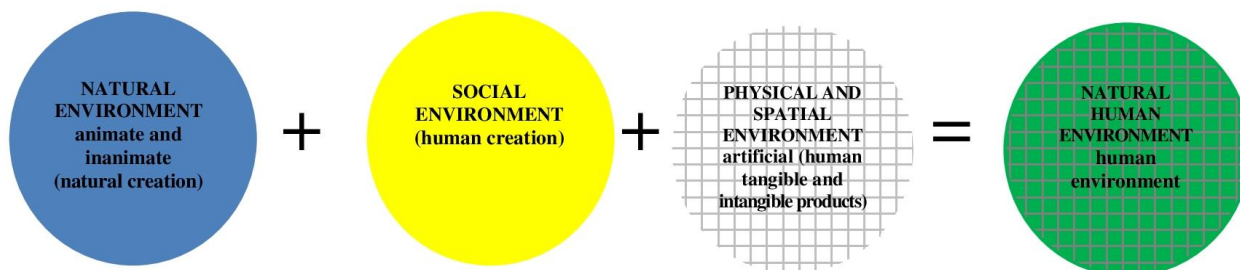 NATURAL
ENVIRONMENT
animate and
inanimate
(natural creation)
+
SOCIAL
ENVIRONMENT
(human creation)
+
PHYSICAL AND
SPATIAL
ENVIRONMENT
artificial (human
tangible and
intangible products)
=
NATURAL
HUMAN
ENVIRONMENT
human
environment